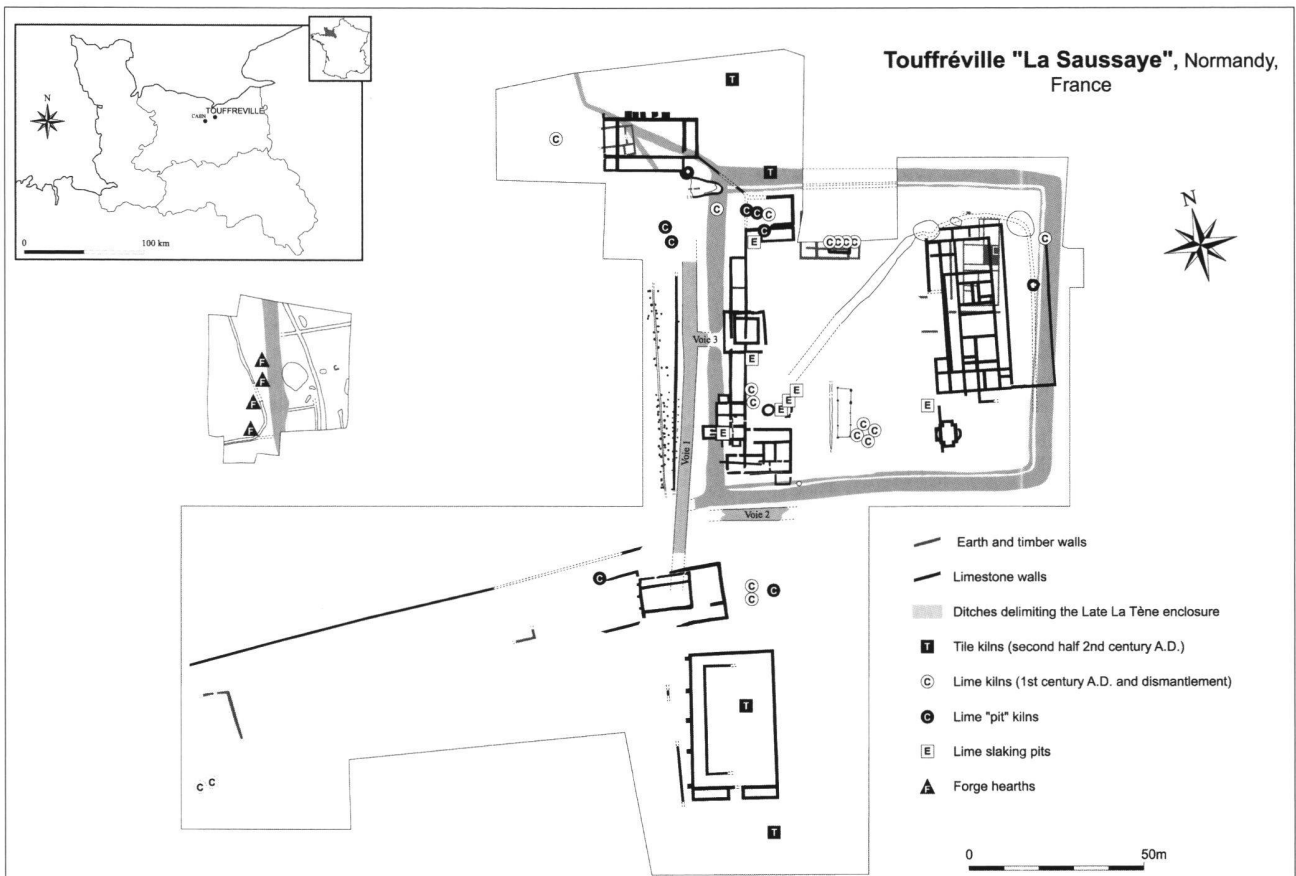 Touffréville "La Saussaye", Normandy,
France
N
CAEN
TOUFFREVILLE
0
100 km
N
T
C
T
C
C
C
C
C
C
C
C
E
C
C
C
C
C
Voie 3
E
C
C
E
E
E
E
E
C
C
C
C
Voie 1
Voie 2
F
F
F
F
C
C
C
C
T
C
C
T
Earth and timber walls
Limestone walls
Ditches delimiting the Late La Tène enclosure
T Tile kilns (second half 2nd century A.D.)
C Lime kilns (1st century A.D. and dismantlement)
C Lime "pit" kilns
E Lime slaking pits
F Forge hearths
0
50m